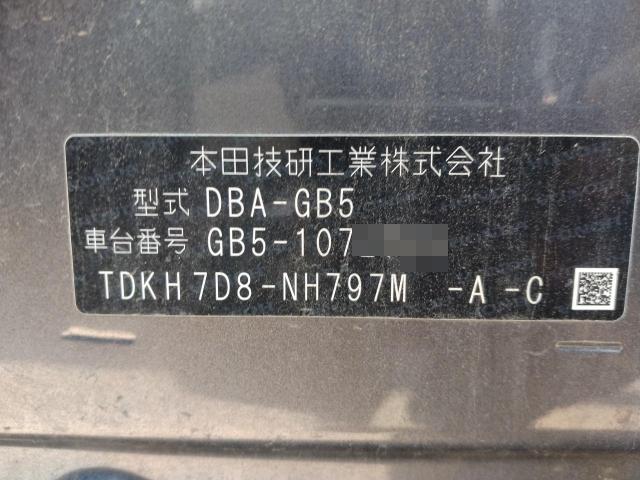 本田技研工業株式会社
型式 DBA-GB5
車台番号 GB5-107
TDKH7D8-NH797M -A-C